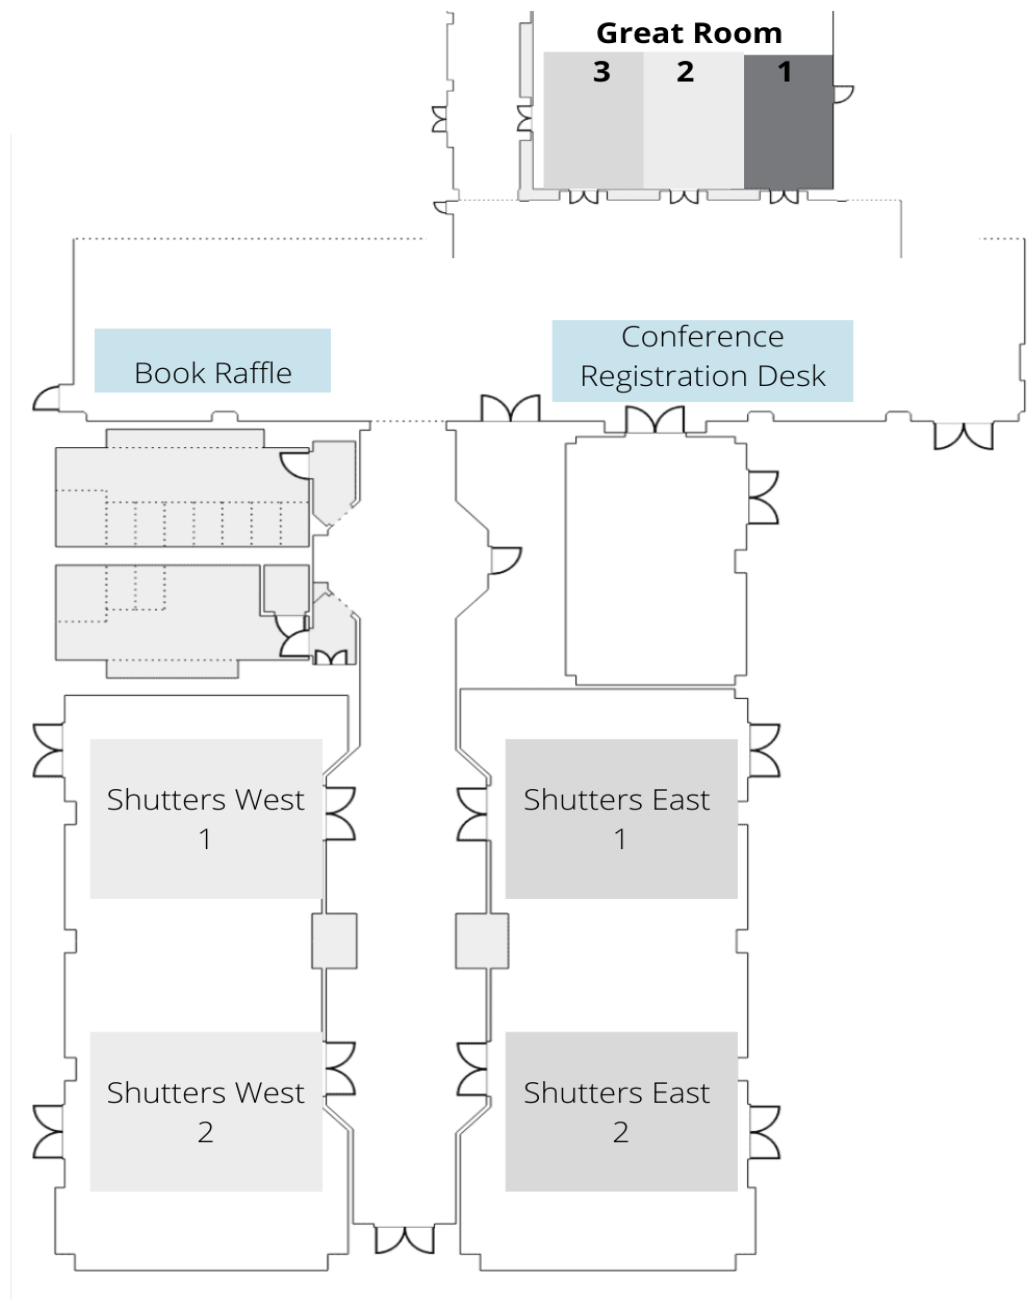 Great Room
3 2 1
Book Raffle
Conference
Registration Desk
Shutters West
1
Shutters East
1
Shutters West
2
Shutters East
2